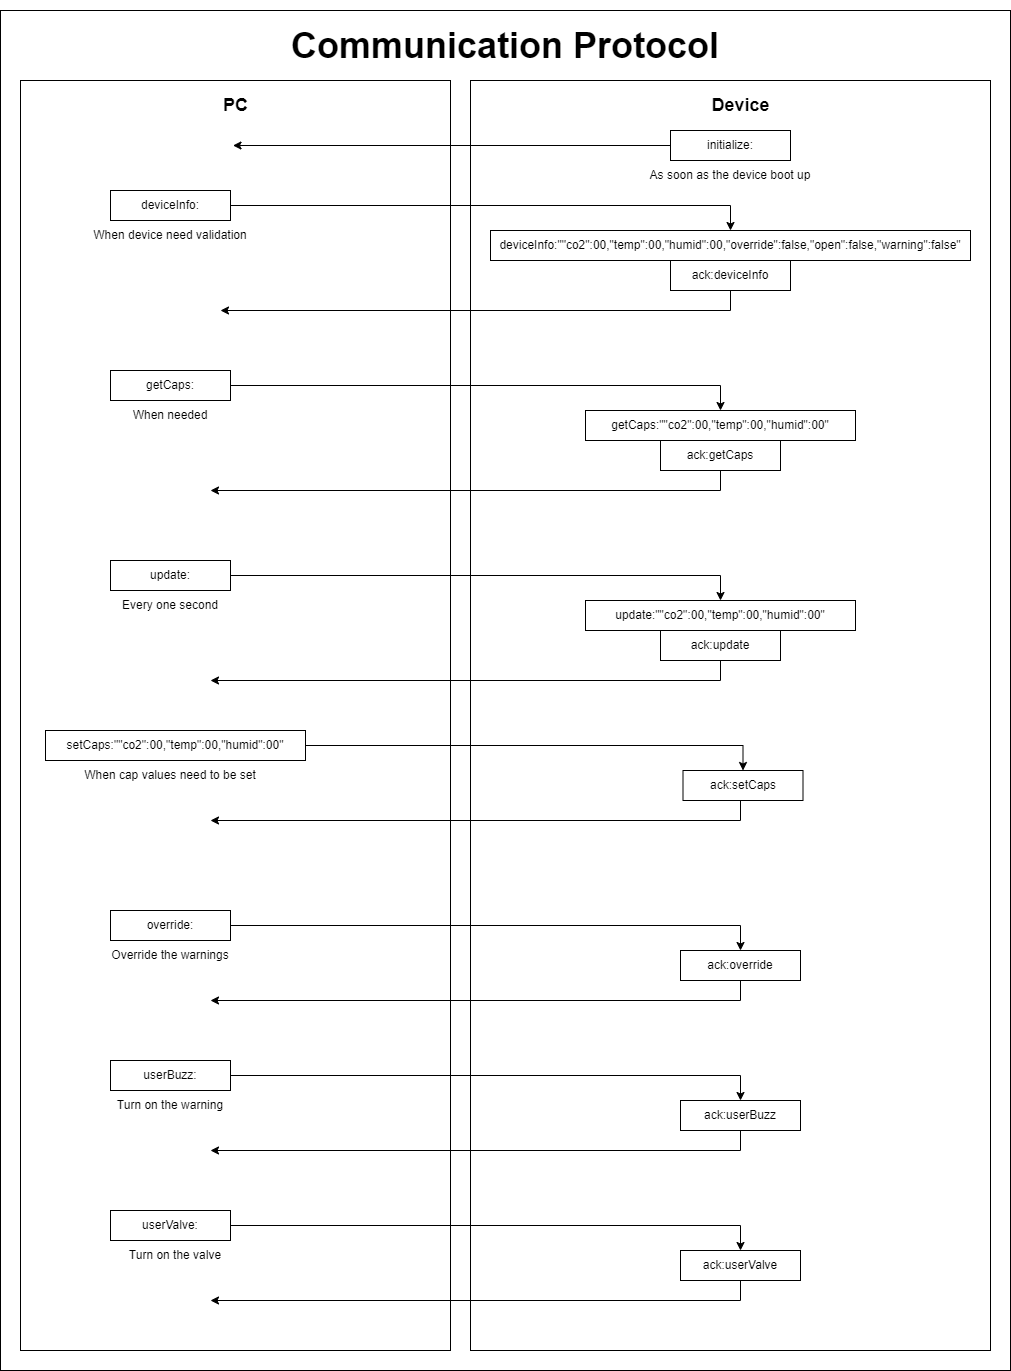 Communication Protocol
PC
Device
initialize:
As soon as the device boot up
deviceInfo:
When device need validation
deviceInfo:""co2":00,"temp":00,"humid":00,"override":false,"open":false,"warning":false"
ack:deviceInfo
getCaps:
When needed
getCaps:""co2":00,"temp":00,"humid":00"
ack:getCaps
update:
Every one second
update:""co2":00,"temp":00,"humid":00"
ack:update
setCaps:""co2":00,"temp":00,"humid":00"
When cap values need to be set
ack:setCaps
override:
Override the warnings
ack:override
userBuzz:
Turn on the warning
ack:userBuzz
userValve:
Turn on the valve
ack:userValve